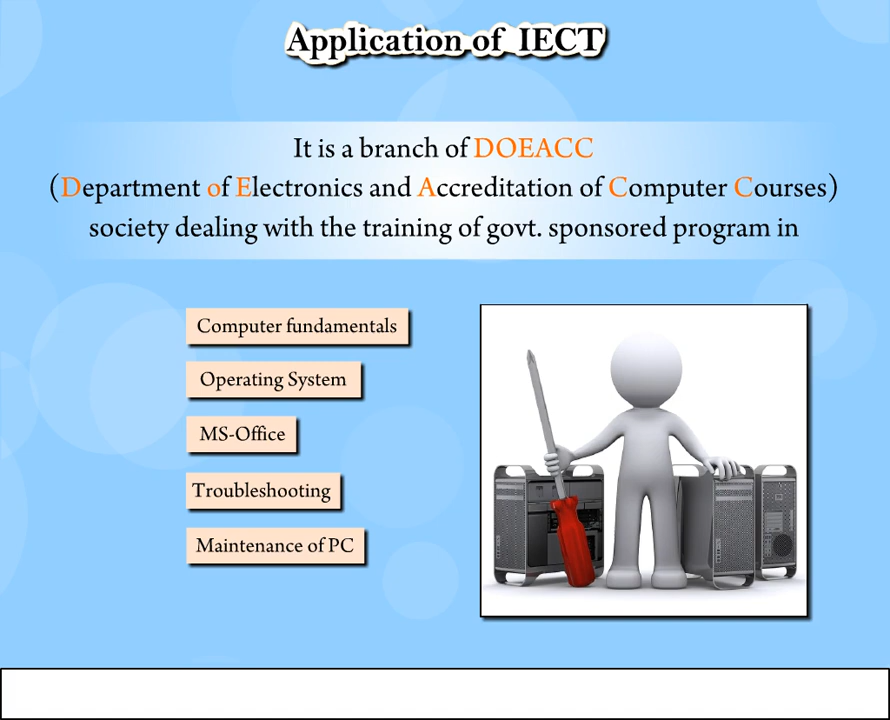 Application of IECT
It is a branch of DOEACC
(Department of Electronics and Accreditation of Computer Courses)
society dealing with the training of govt. sponsored program in
Computer fundamentals
Operating System
MS-Office
Troubleshooting
Maintenance of PC